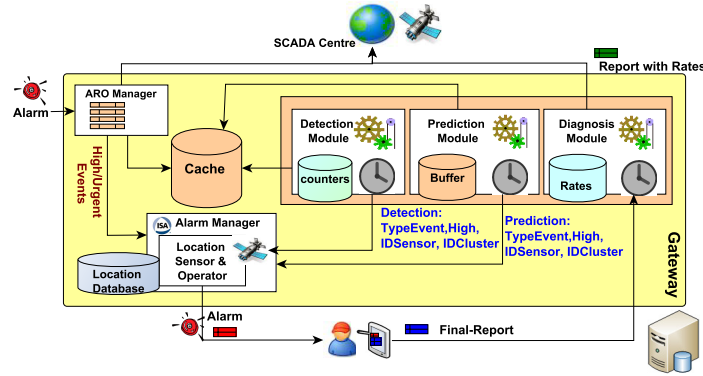 SCADA Centre
Report with Rates
Alarm
ARO Manager
High/Urgent
Events
Cache
Detection
Module
counters
Prediction
Module
Buffer
Diagnosis
Module
Rates
Detection:
TypeEvent,High,
IDSensor, IDCluster
Prediction:
TypeEvent,High,
IDSensor, IDCluster
Gateway
ISA
Alarm Manager
Location
Sensor &
Operator
Location
Database
Alarm
Final-Report